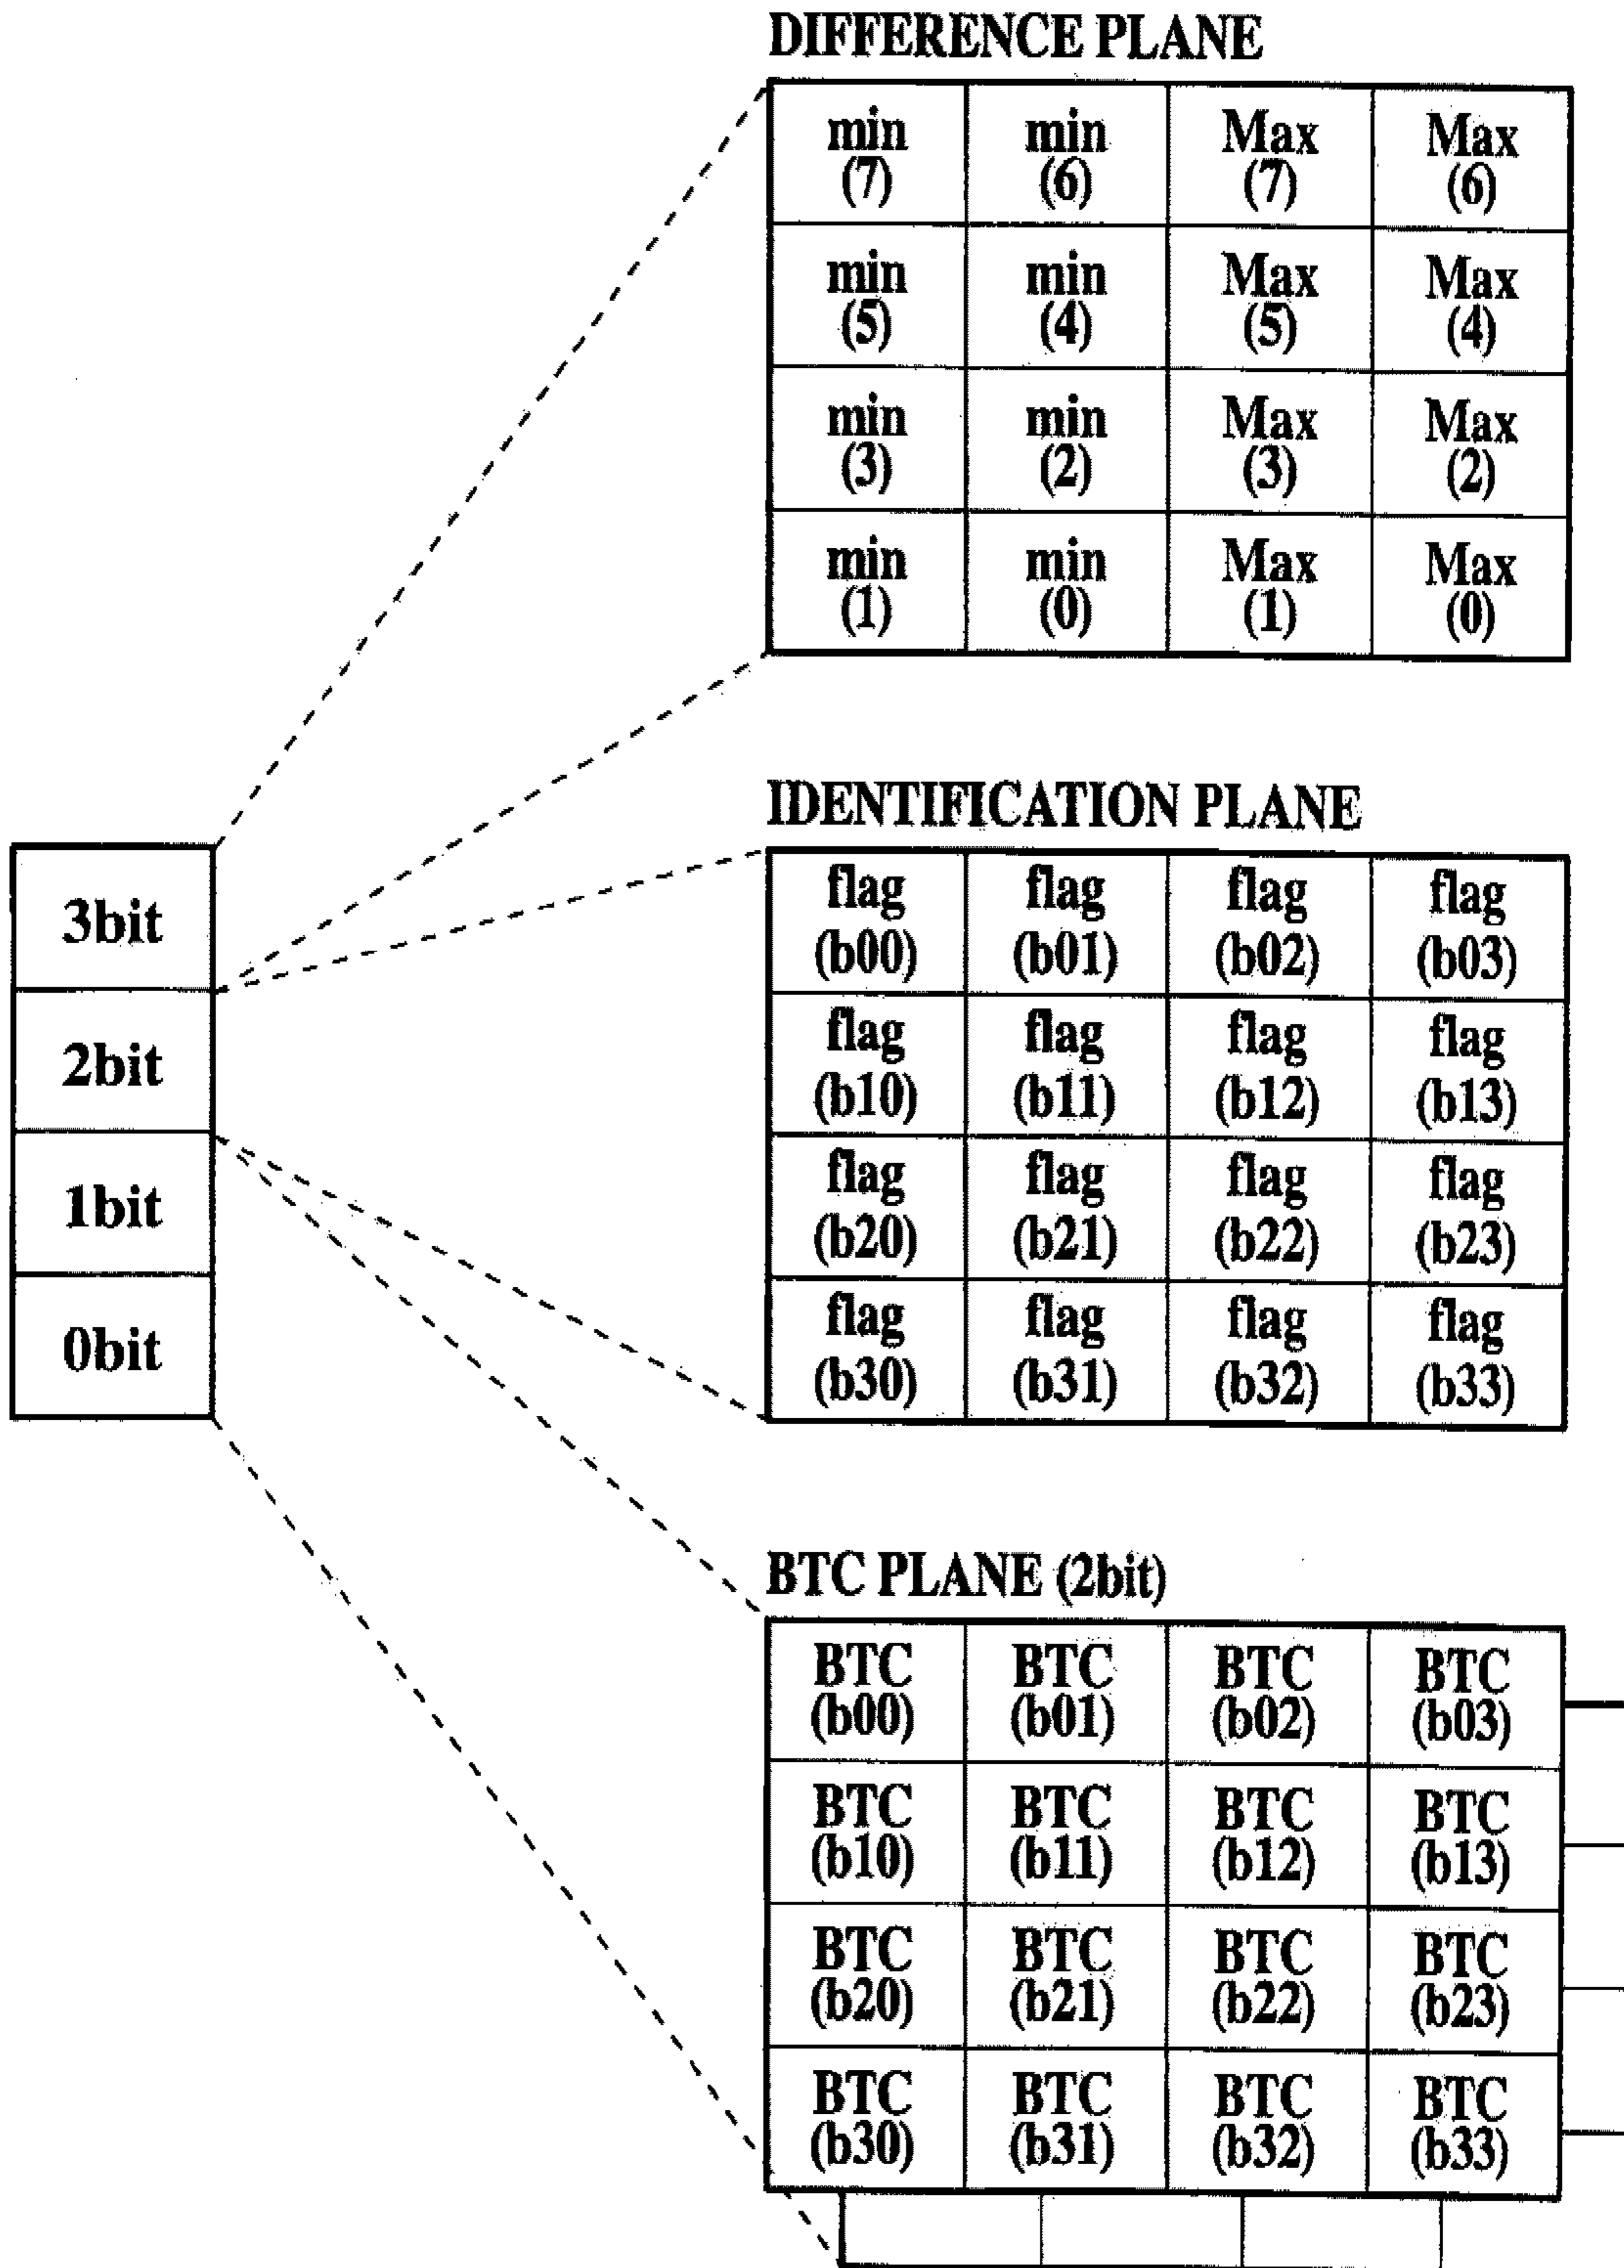 DIFFERENCE PLANE
min min Max Max
(7) (6) (7) (6)
min min Max Max
(5) (4) (5) (4)
min min Max Max
(3) (2) (3) (2)
min min Max Max
(1) (0) (1) (0)
3bit
2bit
1bit
0bit
IDENTIFICATION PLANE
flag flag flag flag
(b00) (b01) (b02) (b03)
flag flag flag flag
(b10) (b11) (b12) (b13)
flag flag flag flag
(b20) (b21) (b22) (b23)
flag flag flag flag
(b30) (b31) (b32) (b33)
BTC PLANE (2bit)
BTC BTC BTC BTC
(b00) (b01) (b02) (b03)
BTC BTC BTC BTC
(b10) (b11) (b12) (b13)
BTC BTC BTC BTC
(b20) (b21) (b22) (b23)
BTC BTC BTC BTC
(b30) (b31) (b32) (b33)